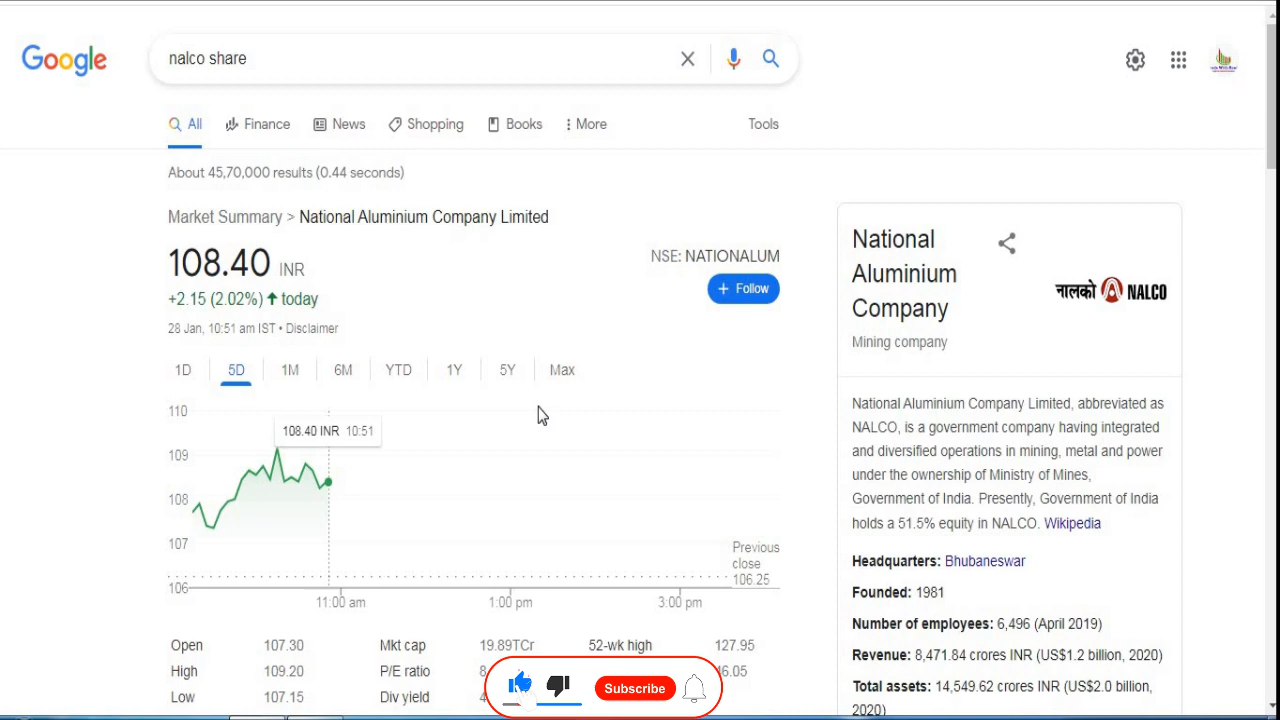 Google
nalco share
All
Finance
News
Shopping
Books
More
Tools
About 45,70,000 results (0.44 seconds)
Market Summary > National Aluminium Company Limited
108.40 INR
NSE: NATIONALUM
+2.15 (2.02%) ↑ today
+ Follow
28 Jan, 10:51 am IST • Disclaimer
1D
5D
1M
6M
YTD
1Y
5Y
Max
110
109
108
107
106
108.40 INR 10:51
Previous
close
106.25
11:00 am
1:00 pm
3:00 pm
Open 107.30
Mkt cap 19.89TCr
52-wk high 127.95
High 109.20
P/E ratio
Low 107.15
Div yield
Subscribe
National
Aluminium
Company
Mining company
नालको NALCO
National Aluminium Company Limited, abbreviated as
NALCO, is a government company having integrated
and diversified operations in mining, metal and power
under the ownership of Ministry of Mines,
Government of India. Presently, Government of India
holds a 51.5% equity in NALCO. Wikipedia
Headquarters: Bhubaneswar
Founded: 1981
Number of employees: 6,496 (April 2019)
Revenue: 8,471.84 crores INR (US$1.2 billion, 2020)
Total assets: 14,549.62 crores INR (US$2.0 billion,
2020)